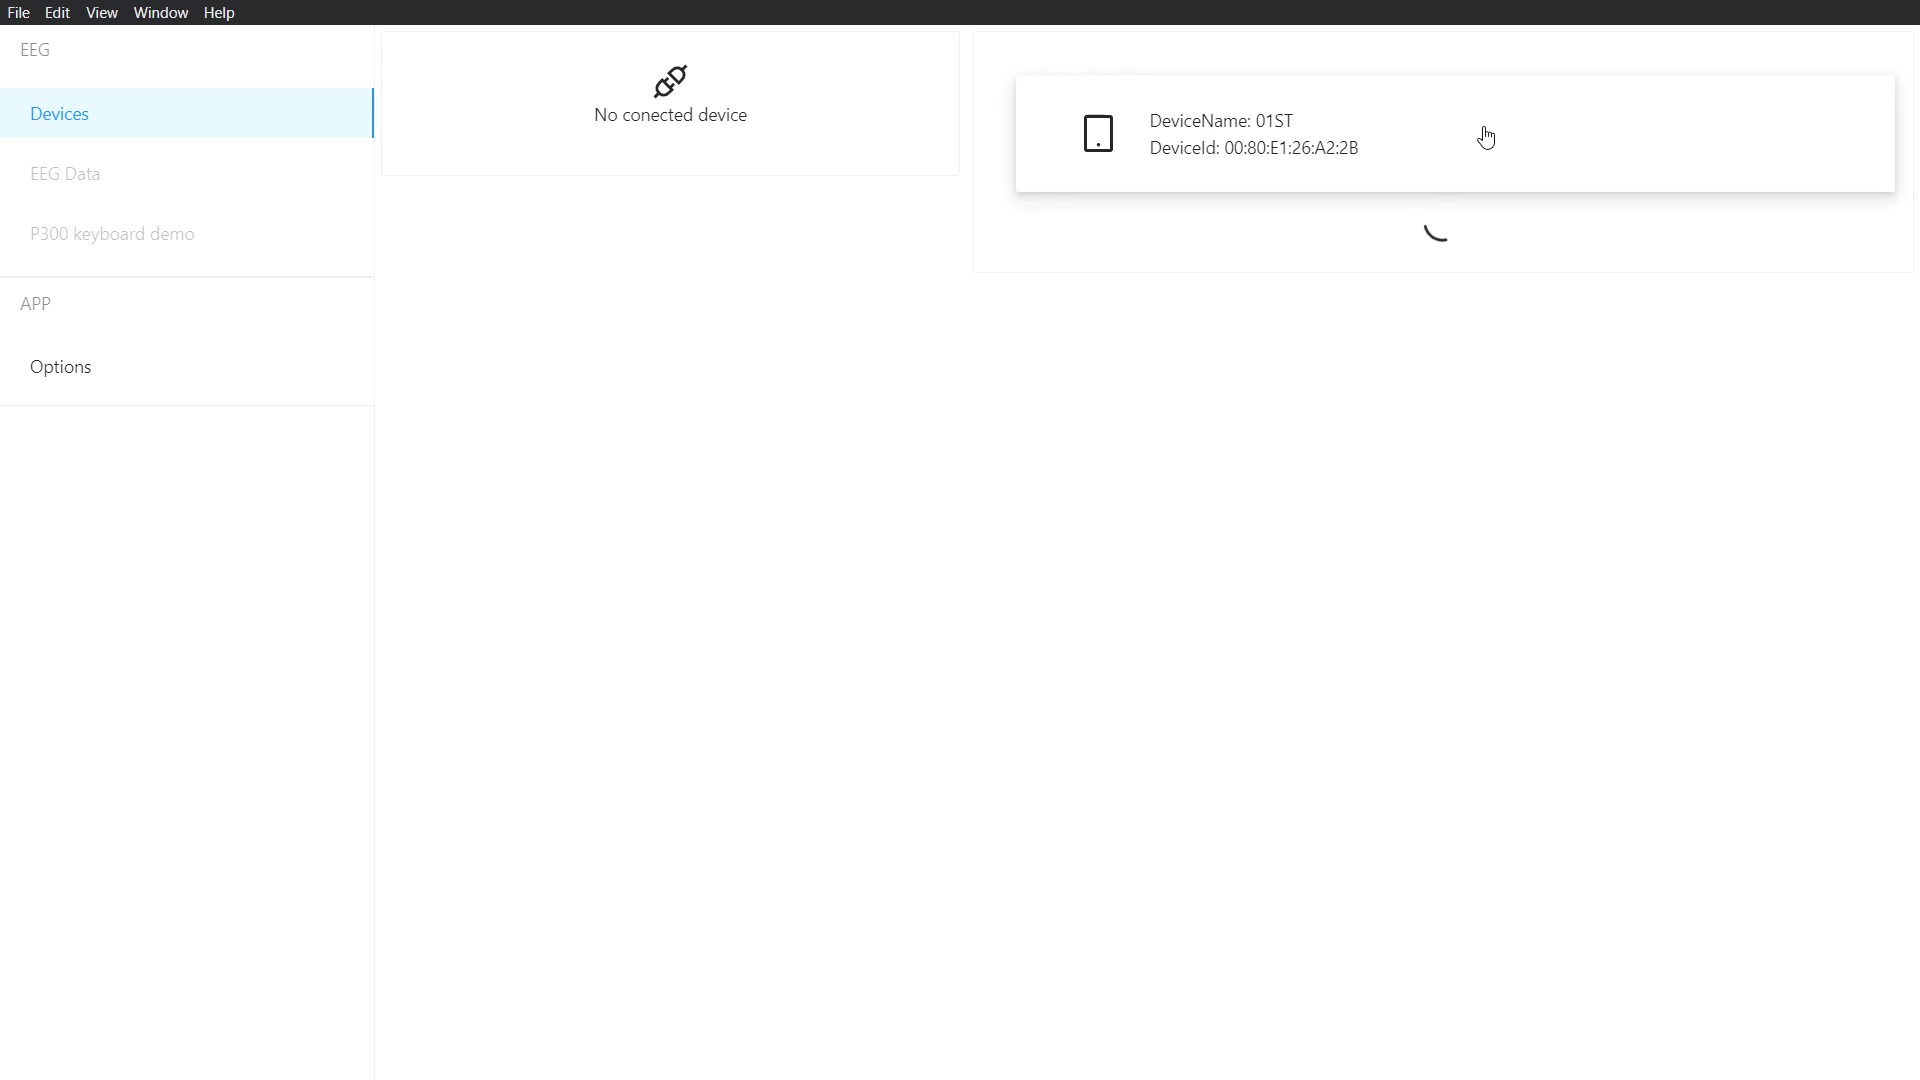 File Edit View Window Help
EEG
Devices
EEG Data
P300 keyboard demo
APP
Options
No conected device
DeviceName: 01ST
DeviceId: 00:80:E1:26:A2:2B